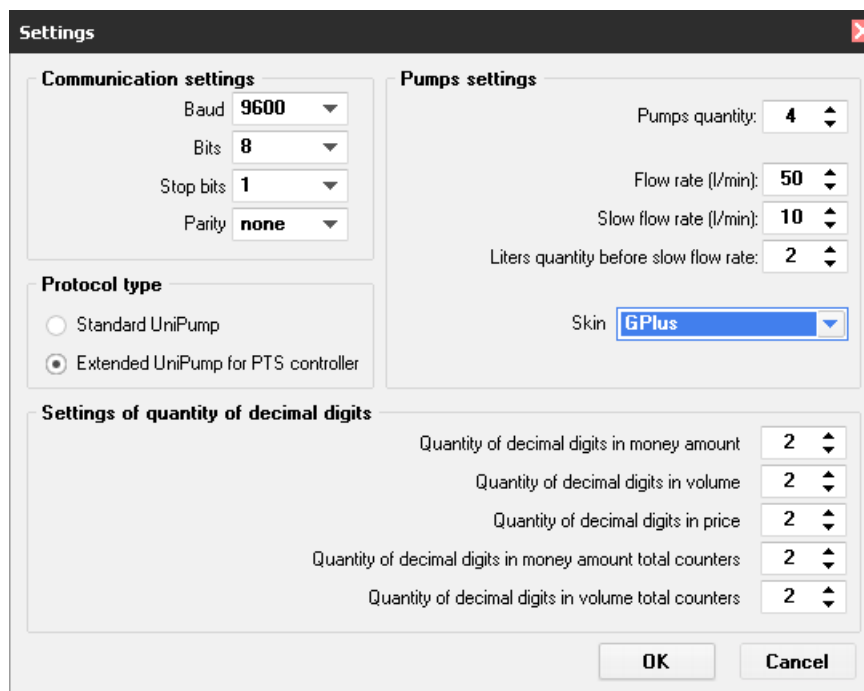 Settings
Communication settings
Baud 9600
Bits 8
Stop bits 1
Parity none
Protocol type
Standard UniPump
Extended UniPump for PTS controller
Pumps settings
Pumps quantity: 4
Flow rate (l/min): 50
Slow flow rate (l/min): 10
Liters quantity before slow flow rate: 2
Skin GPlus
Settings of quantity of decimal digits
Quantity of decimal digits in money amount 2
Quantity of decimal digits in volume 2
Quantity of decimal digits in price 2
Quantity of decimal digits in money amount total counters 2
Quantity of decimal digits in volume total counters 2
OK Cancel